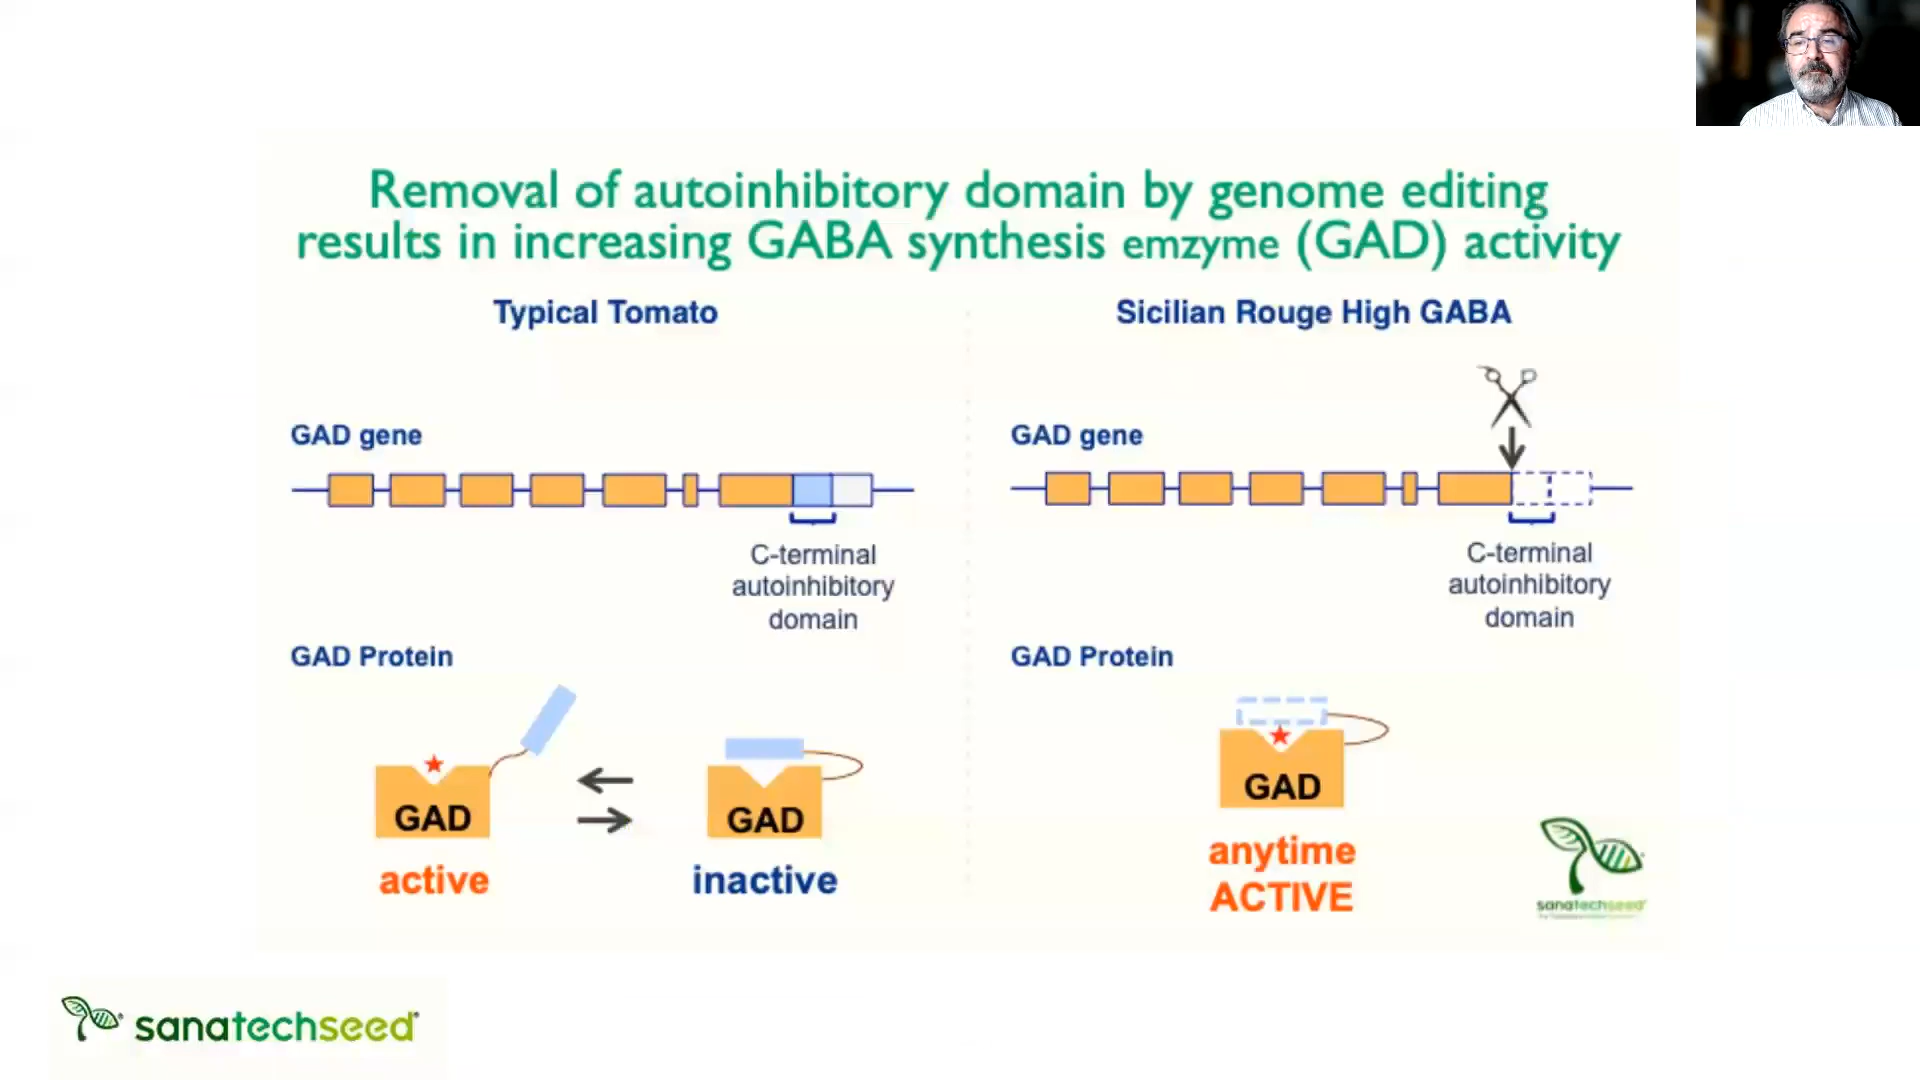 Removal of autoinhibitory domain by genome editing
results in increasing GABA synthesis emzyme (GAD) activity
Typical Tomato
GAD gene
C-terminal
autoinhibitory
domain
GAD Protein
GAD
GAD
active
inactive
Sicilian Rouge High GABA
GAD gene
C-terminal
autoinhibitory
domain
GAD Protein
GAD
anytime
ACTIVE
sanatechseed
sanatechseed